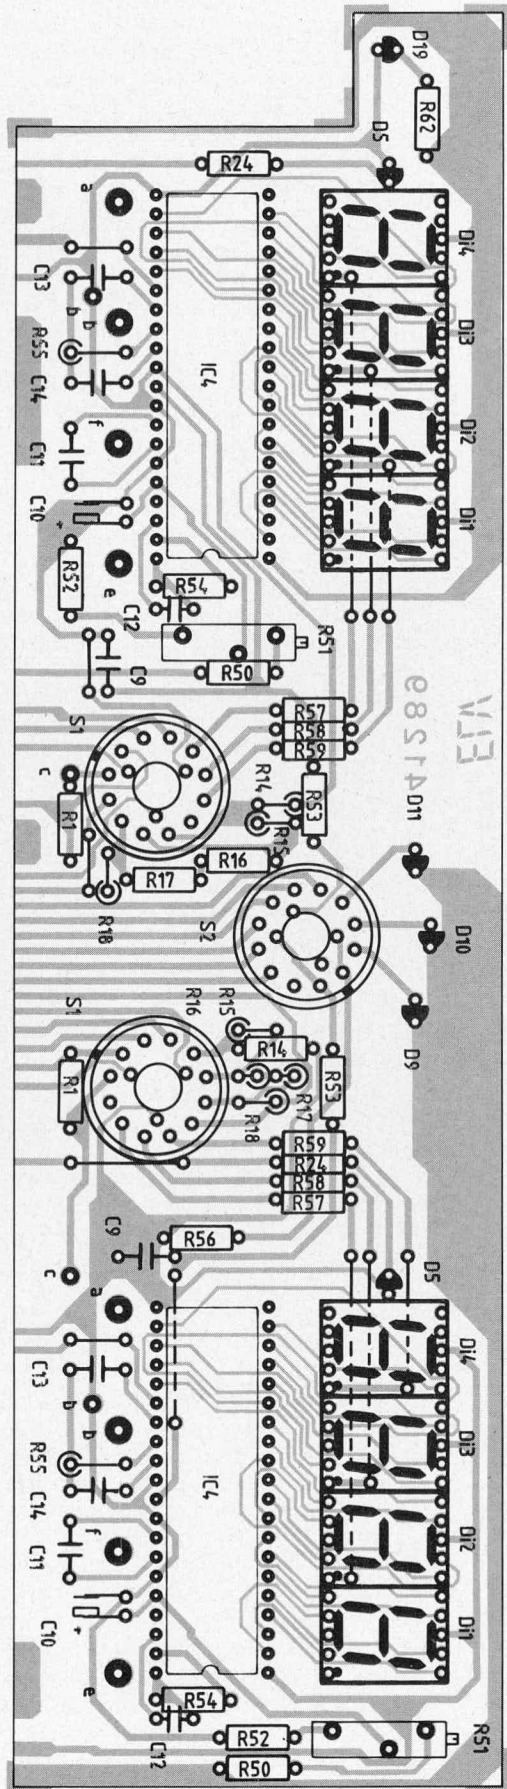 D19
R62
D5
R24
a
Di4
C13
b
b
Di3
R55
IC4
C14
f
Di2
C11
C10
+
Di1
e
R52
R54
C12
R51
R50
C9
R57
R58
R59
98214
ELV
S1
c
R14
R53
D11
R1
R15
R16
R17
R18
S2
D10
R16
R15
D9
S1
R14
R1
R53
R17
R18
R59
R24
R58
R57
C9
R56
c
D5
a
Di4
C13
b
b
Di3
R55
IC4
C14
f
Di2
C11
C10
+
Di1
e
R54
C12
R52
R51
R50